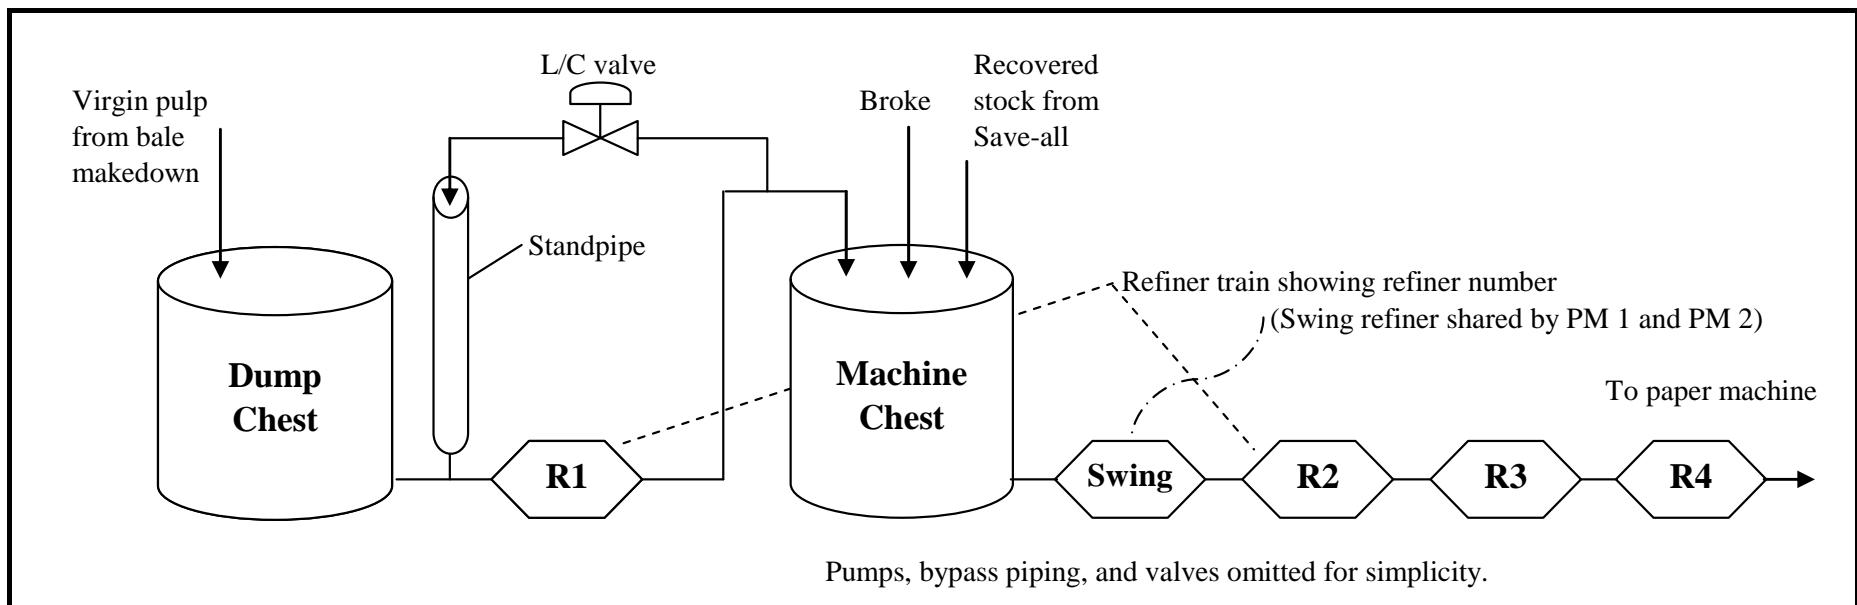 L/C valve
Virgin pulp
from bale
makedown
Broke
Recovered
stock from
Save-all
Standpipe
Refiner train showing refiner number
(Swing refiner shared by PM 1 and PM 2)
Dump
Chest
Machine
Chest
To paper machine
R1
Swing
R2
R3
R4
Pumps, bypass piping, and valves omitted for simplicity.